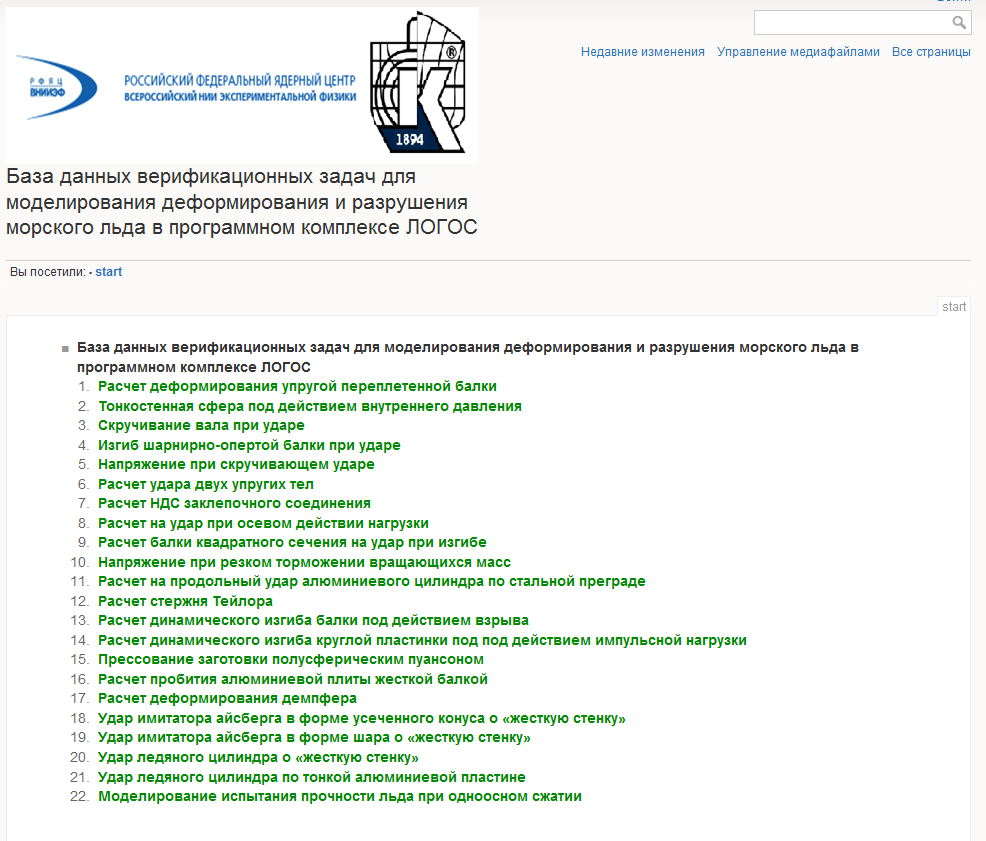 Недавние изменения Управление медиафайлами Все страницы
РФЯЦ
ВНИИЭФ
РОССИЙСКИЙ ФЕДЕРАЛЬНЫЙ ЯДЕРНЫЙ ЦЕНТР
ВСЕРОССИЙСКИЙ НИИ ЭКСПЕРИМЕНТАЛЬНОЙ ФИЗИКИ
®
К
1894
База данных верификационных задач для
моделирования деформирования и разрушения
морского льда в программном комплексе ЛОГОС
Вы посетили: • start
start
База данных верификационных задач для моделирования деформирования и разрушения морского льда в
программном комплексе ЛОГОС
1. Расчет деформирования упругой переплетенной балки
2. Тонкостенная сфера под действием внутреннего давления
3. Скручивание вала при ударе
4. Изгиб шарнирно-опертой балки при ударе
5. Напряжение при скручивающем ударе
6. Расчет удара двух упругих тел
7. Расчет НДС заклепочного соединения
8. Расчет на удар при осевом действии нагрузки
9. Расчет балки квадратного сечения на удар при изгибе
10. Напряжение при резком торможении вращающихся масс
11. Расчет на продольный удар алюминиевого цилиндра по стальной преграде
12. Расчет стержня Тейлора
13. Расчет динамического изгиба балки под действием взрыва
14. Расчет динамического изгиба круглой пластинки под под действием импульсной нагрузки
15. Прессование заготовки полусферическим пуансоном
16. Расчет пробития алюминиевой плиты жесткой балкой
17. Расчет деформирования демпфера
18. Удар имитатора айсберга в форме усеченного конуса о «жесткую стенку»
19. Удар имитатора айсберга в форме шара о «жесткую стенку»
20. Удар ледяного цилиндра о «жесткую стенку»
21. Удар ледяного цилиндра по тонкой алюминиевой пластине
22. Моделирование испытания прочности льда при одноосном сжатии